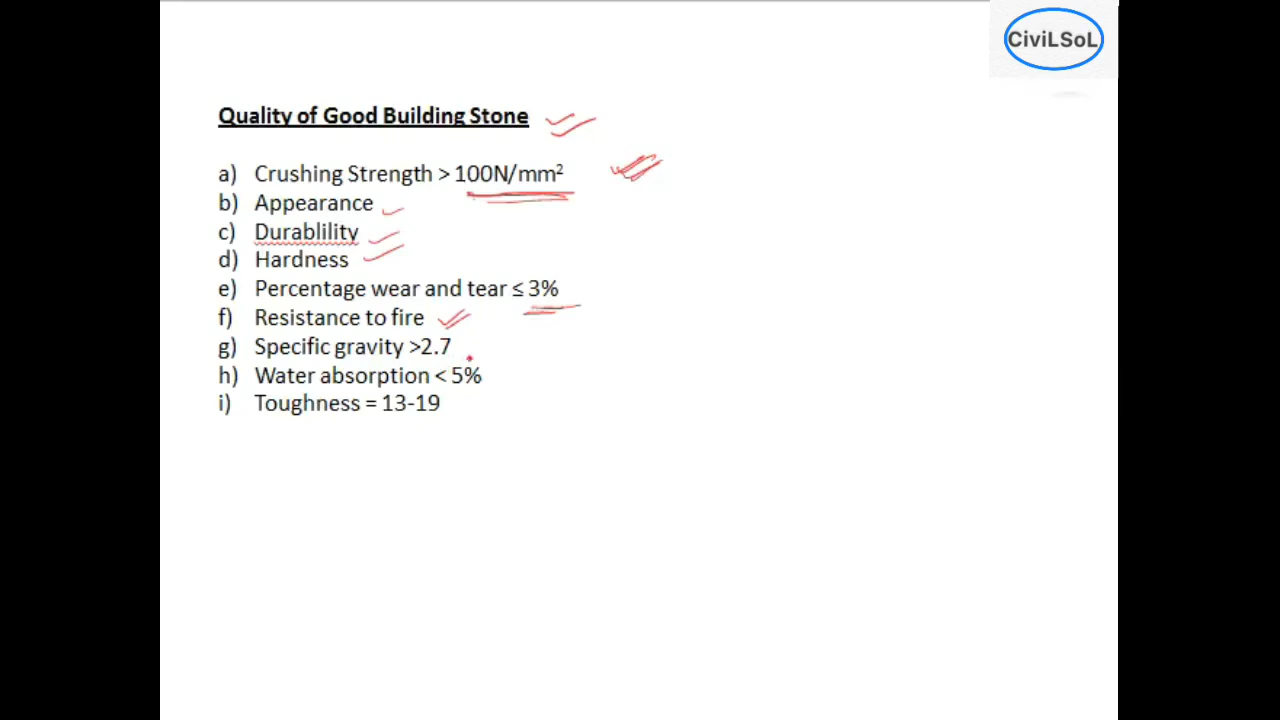 CiviLSoL
Quality of Good Building Stone
a) Crushing Strength > 100N/mm²
b) Appearance
c) Durablility
d) Hardness
e) Percentage wear and tear ≤ 3%
f) Resistance to fire
g) Specific gravity >2.7
h) Water absorption < 5%
i) Toughness = 13-19